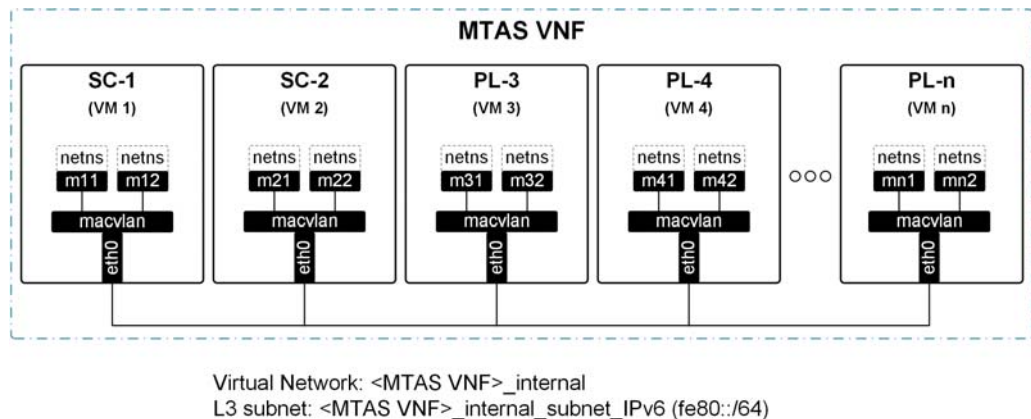 MTAS VNF
SC-1
(VM 1)
netns netns
m11 m12
macvlan
eth0
SC-2
(VM 2)
netns netns
m21 m22
macvlan
eth0
PL-3
(VM 3)
netns netns
m31 m32
macvlan
eth0
PL-4
(VM 4)
netns netns
m41 m42
macvlan
eth0
PL-n
(VM n)
netns netns
mn1 mn2
macvlan
eth0
Virtual Network: <MTAS VNF>_internal
L3 subnet: <MTAS VNF>_internal_subnet_IPv6 (fe80::/64)